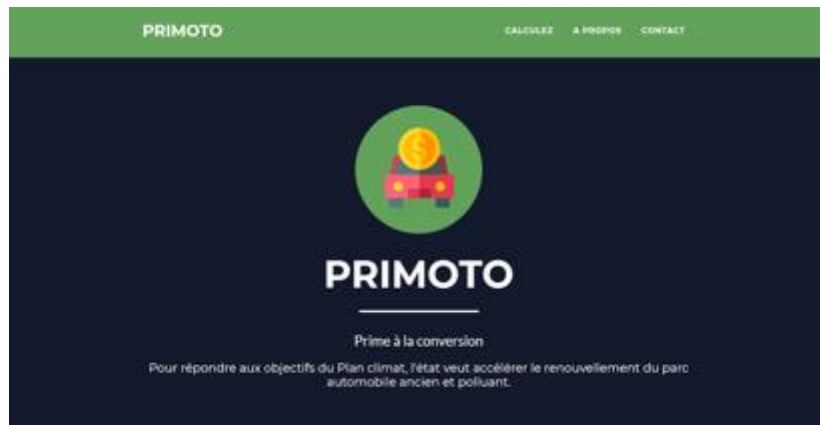 PRIMOTO
CALCULEZ A PROPOS CONTACT
PRIMOTO
Prime à la conversion
Pour répondre aux objectifs du Plan climat, l'état veut accélérer le renouvellement du parc
automobile ancien et polluant.